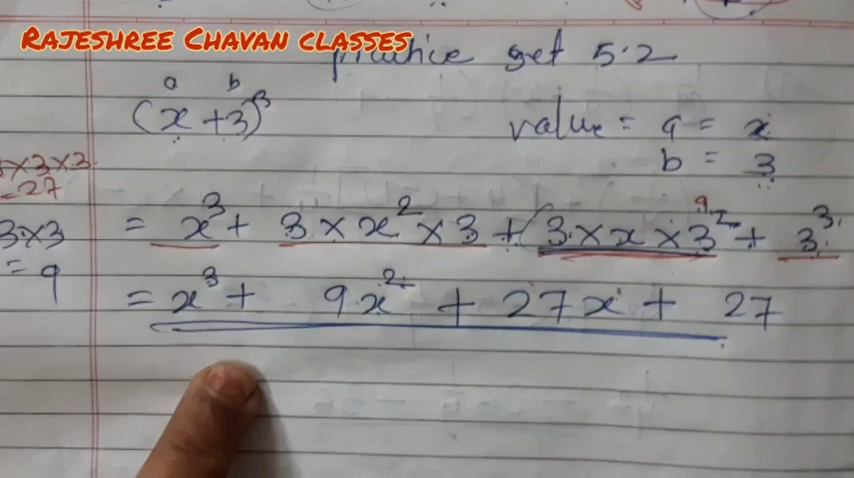 RAJESHREE CHAVAN CLASSES
practice set 5.2
a b
(x + 3)³
value = a = x
b = 3
3×3×3
= 27
= x³ + 3 × x² × 3 + (3 × x × 3² + 3³
9
3×3
= 9
= x³ + 9x² + 27x + 27